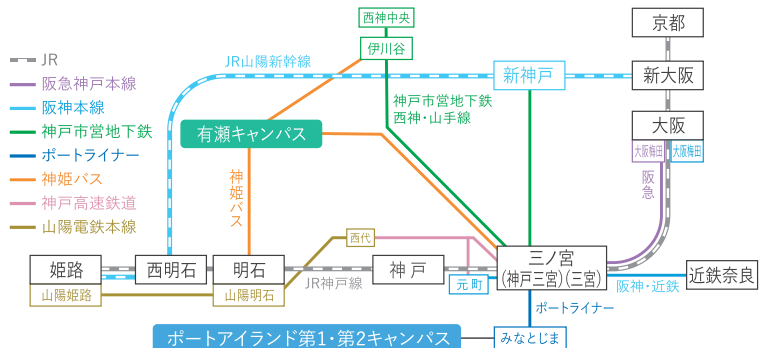 西神中央
伊川谷
京都
JR
JR山陽新幹線
新神戸
新大阪
阪急神戸本線
阪神本線
神戸市営地下鉄
西神・山手線
神戸市営地下鉄
有瀬キャンパス
大阪
大阪梅田
大阪梅田
ポートライナー
神姫バス
神姫バス
阪急
神戸高速鉄道
山陽電鉄本線
西代
姫路
西明石
明石
神戸
三ノ宮
(神戸三宮)(三宮)
近鉄奈良
山陽姫路
山陽明石
JR神戸線
元町
阪神・近鉄
ポートライナー
ポートアイランド第1・第2キャンパス
みなとじま